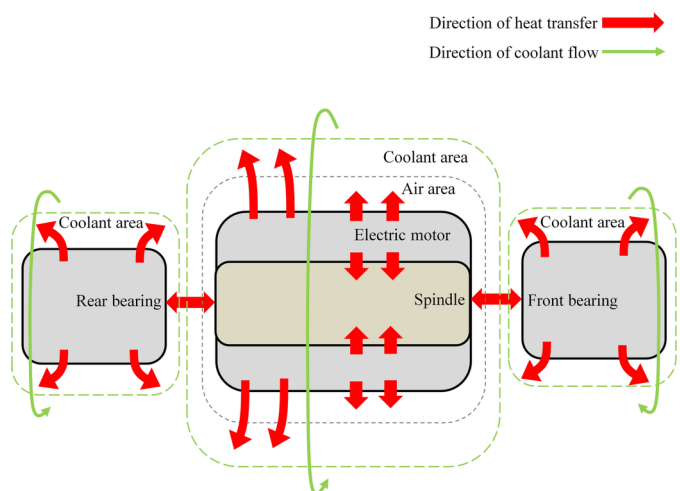 Direction of heat transfer
Direction of coolant flow
Coolant area
Air area
Coolant area
Coolant area
Electric motor
Rear bearing
Spindle
Front bearing